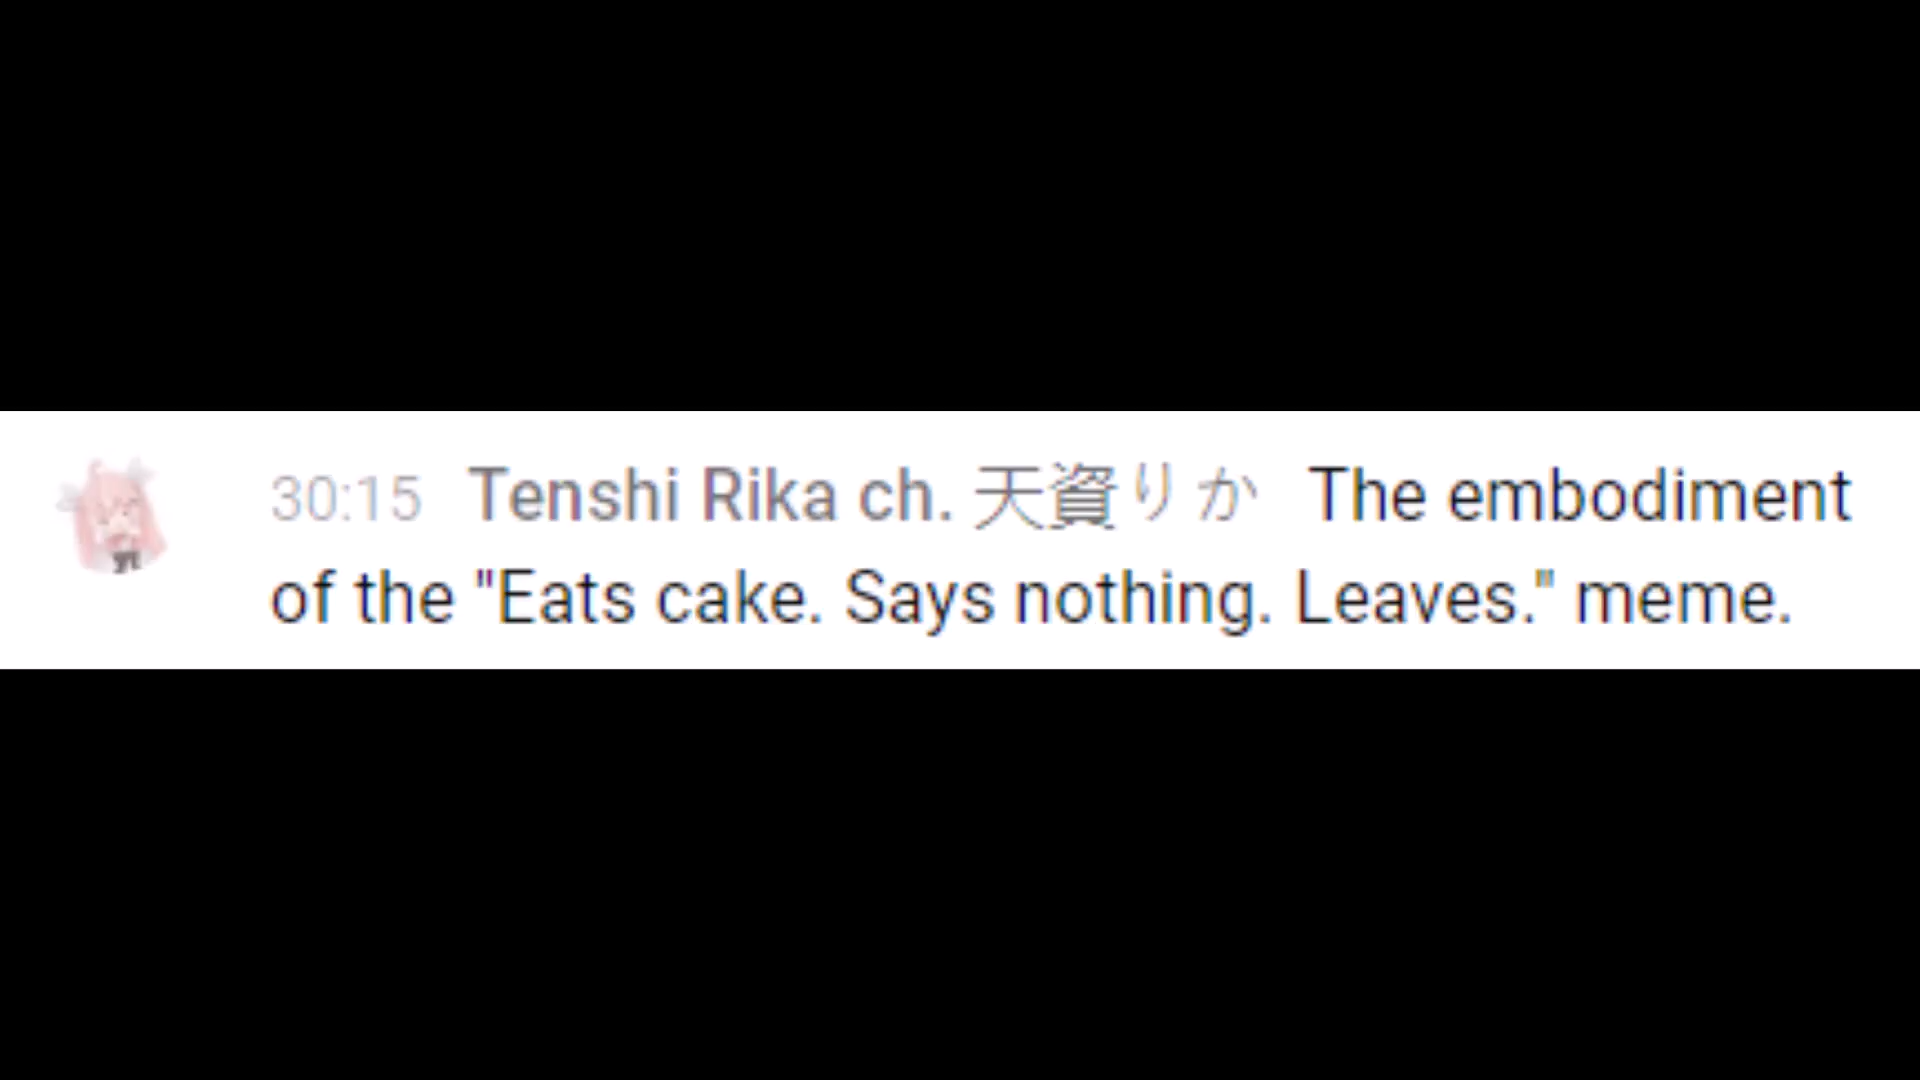 30:15 Tenshi Rika ch. 天資りか The embodiment
of the "Eats cake. Says nothing. Leaves." meme.